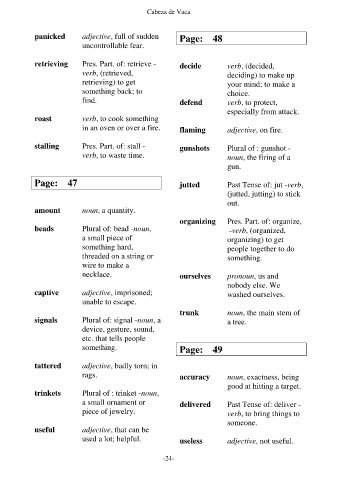 Cabeza de Vaca
panicked adjective, full of sudden
uncontrollable fear.
retrieving Pres. Part. of: retrieve -
verb, (retrieved,
retrieving) to get
something back; to
find.
roast verb, to cook something
in an oven or over a fire.
stalling Pres. Part. of: stall -
verb, to waste time.
Page: 47
amount noun, a quantity.
beads Plural of: bead -noun,
a small piece of
something hard,
threaded on a string or
wire to make a
necklace.
captive adjective, imprisoned;
unable to escape.
signals Plural of: signal -noun, a
device, gesture, sound,
etc. that tells people
something.
tattered adjective, badly torn; in
rags.
trinkets Plural of : trinket -noun,
a small ornament or
piece of jewelry.
useful adjective, that can be
used a lot; helpful.
Page: 48
decide verb, (decided,
deciding) to make up
your mind; to make a
choice.
defend verb, to protect,
especially from attack.
flaming adjective, on fire.
gunshots Plural of : gunshot -
noun, the firing of a
gun.
jutted Past Tense of: jut -verb,
(jutted, jutting) to stick
out.
organizing Pres. Part. of: organize,
-verb, (organized,
organizing) to get
people together to do
something.
ourselves pronoun, us and
nobody else. We
washed ourselves.
trunk noun, the main stem of
a tree.
Page: 49
accuracy noun, exactness, being
good at hitting a target.
delivered Past Tense of: deliver -
verb, to bring things to
someone.
useless adjective, not useful.
-24-